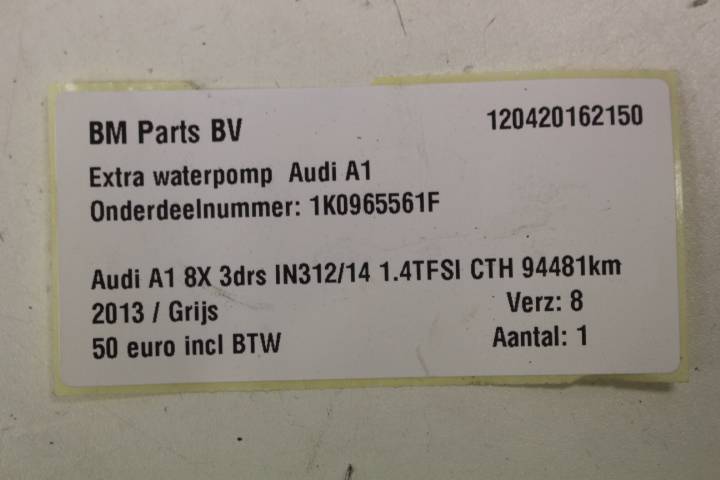 BM Parts BV 120420162150
Extra waterpomp Audi A1
Onderdeelnummer: 1K0965561F
Audi A1 8X 3drs IN312/14 1.4TFSI CTH 94481km
2013 / Grijs Verz: 8
50 euro incl BTW Aantal: 1